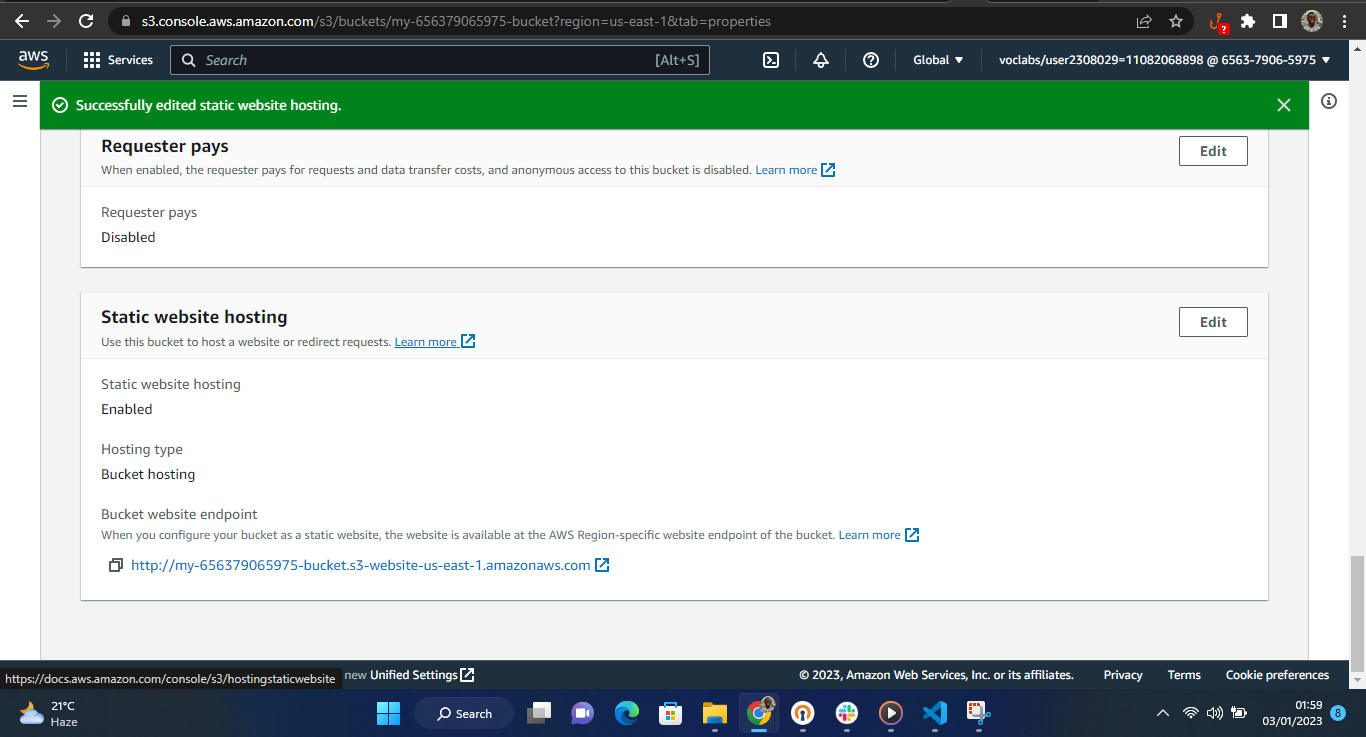 s3.console.aws.amazon.com/s3/buckets/my-656379065975-bucket?region=us-east-1&tab=properties
?
aws
Services
Search
[Alt+S]
Global
voclabs/user2308029=11082068898 @ 6563-7906-5975
Successfully edited static website hosting.
Requester pays
Edit
When enabled, the requester pays for requests and data transfer costs, and anonymous access to this bucket is disabled. Learn more
Requester pays
Disabled
Static website hosting
Edit
Use this bucket to host a website or redirect requests. Learn more
Static website hosting
Enabled
Hosting type
Bucket hosting
Bucket website endpoint
When you configure your bucket as a static website, the website is available at the AWS Region-specific website endpoint of the bucket. Learn more
http://my-656379065975-bucket.s3-website-us-east-1.amazonaws.com
https://docs.aws.amazon.com/console/s3/hostingstaticwebsite
new Unified Settings
© 2023, Amazon Web Services, Inc. or its affiliates.
Privacy
Terms
Cookie preferences
21°C
Haze
Search
01:59
03/01/2023
8